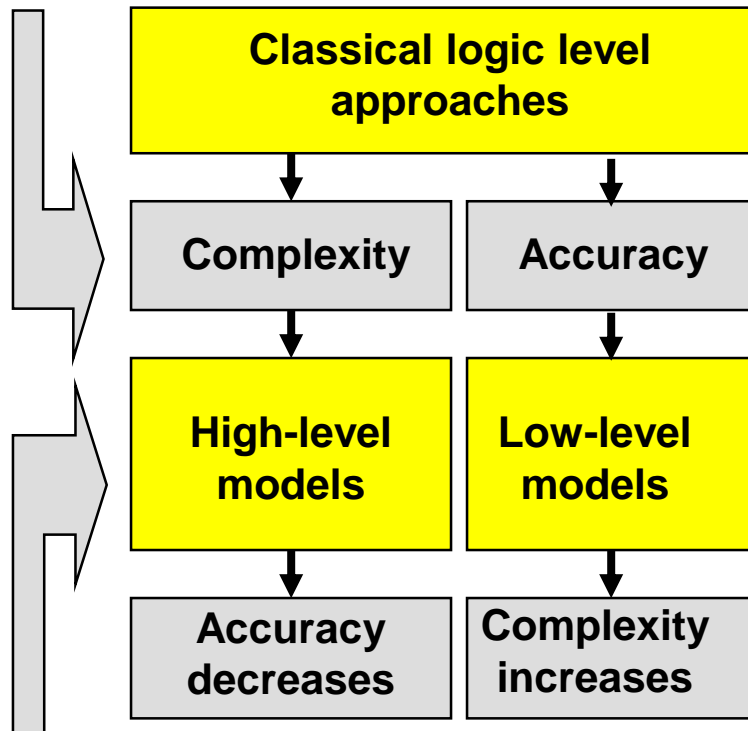 Classical logic level
approaches
Complexity
Accuracy
High-level
models
Low-level
models
Accuracy
decreases
Complexity
increases